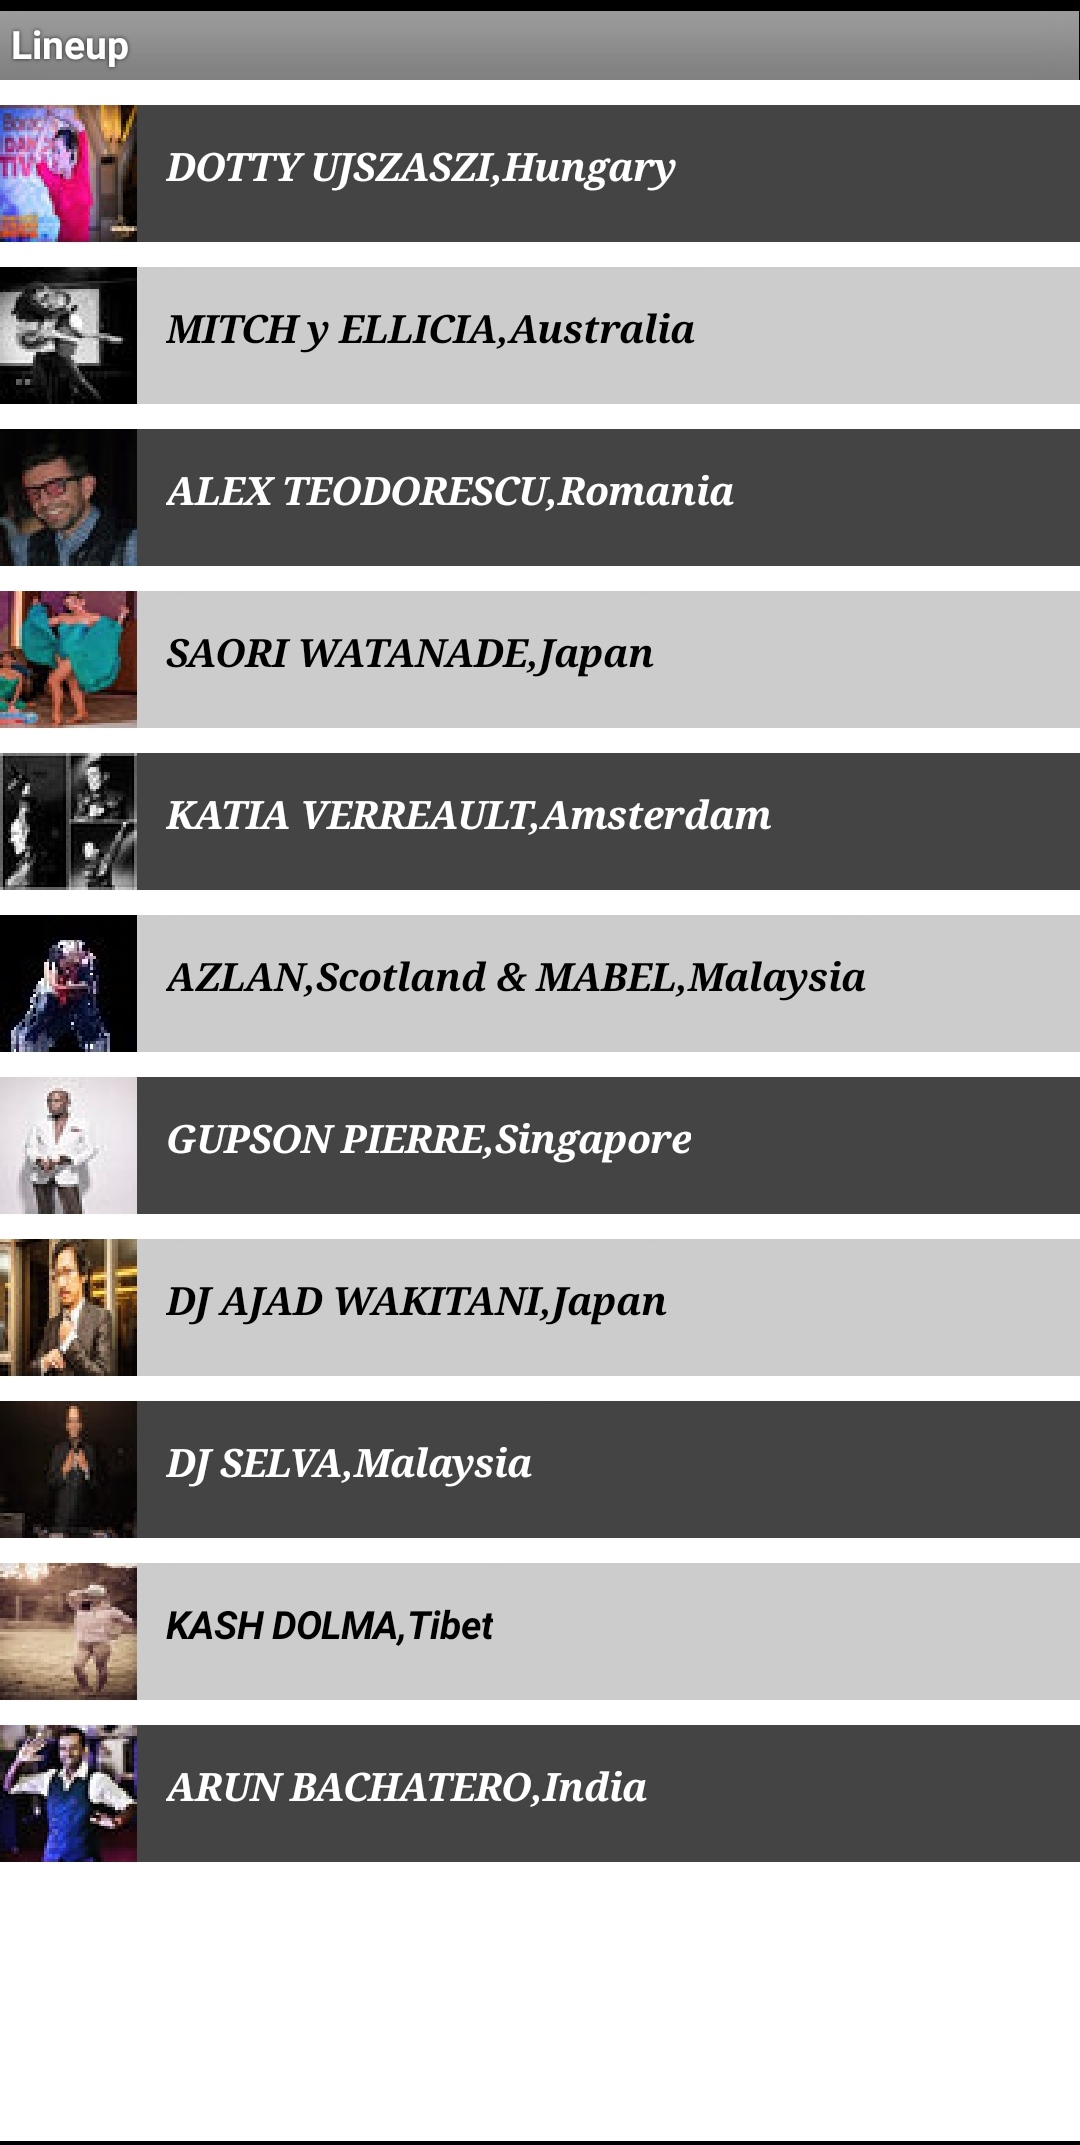 Lineup
DOTTY UJSZASZI,Hungary
MITCH y ELLICIA,Australia
ALEX TEODORESCU,Romania
SAORI WATANADE,Japan
KATIA VERREAULT,Amsterdam
AZLAN,Scotland & MABEL,Malaysia
GUPSON PIERRE,Singapore
DJ AJAD WAKITANI,Japan
DJ SELVA,Malaysia
KASH DOLMA,Tibet
ARUN BACHATERO,India